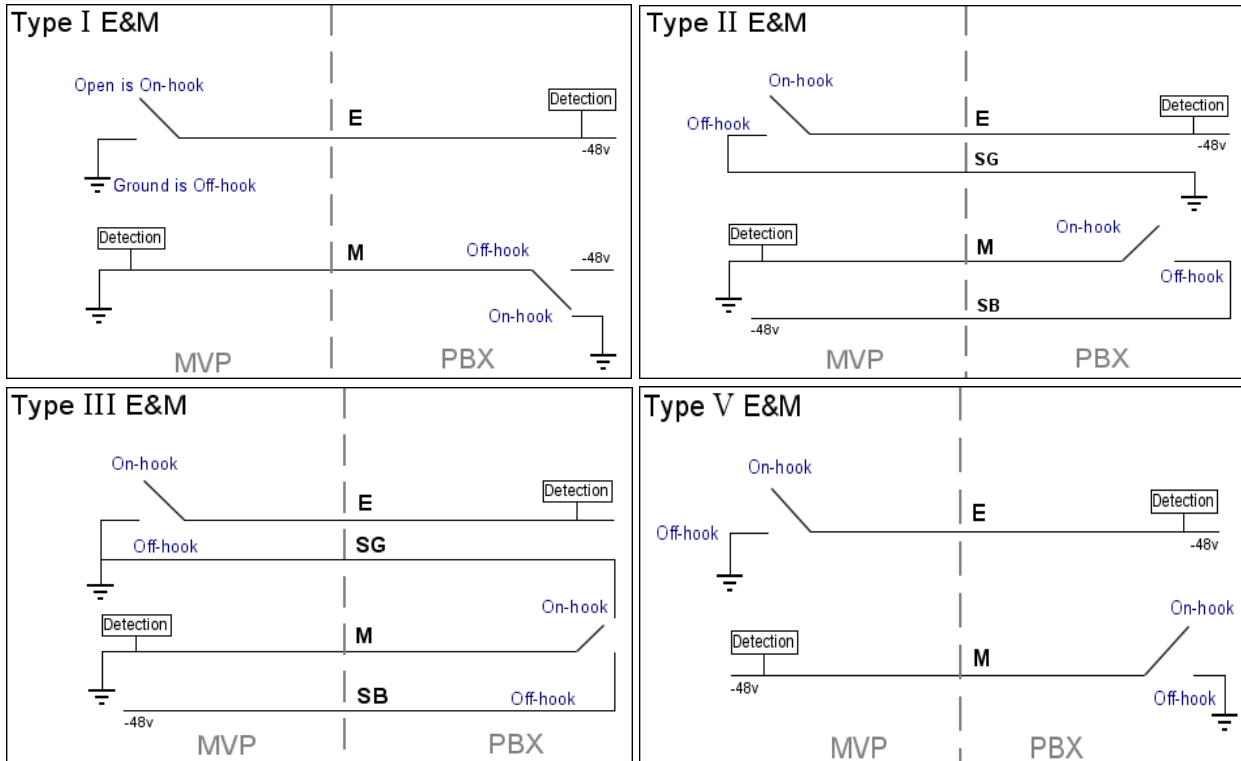 Type I E&M
Open is On-hook
Detection
E
-48v
Ground is Off-hook
Detection
M
Off-hook
-48v
On-hook
MVP
PBX
Type II E&M
On-hook
Detection
Off-hook
E
-48v
SG
Detection
On-hook
M
Off-hook
SB
-48v
MVP
PBX
Type III E&M
On-hook
Detection
E
Off-hook
SG
On-hook
Detection
M
SB
Off-hook
-48v
MVP
PBX
Type V E&M
On-hook
Detection
E
Off-hook
-48v
On-hook
Detection
M
-48v
Off-hook
MVP
PBX